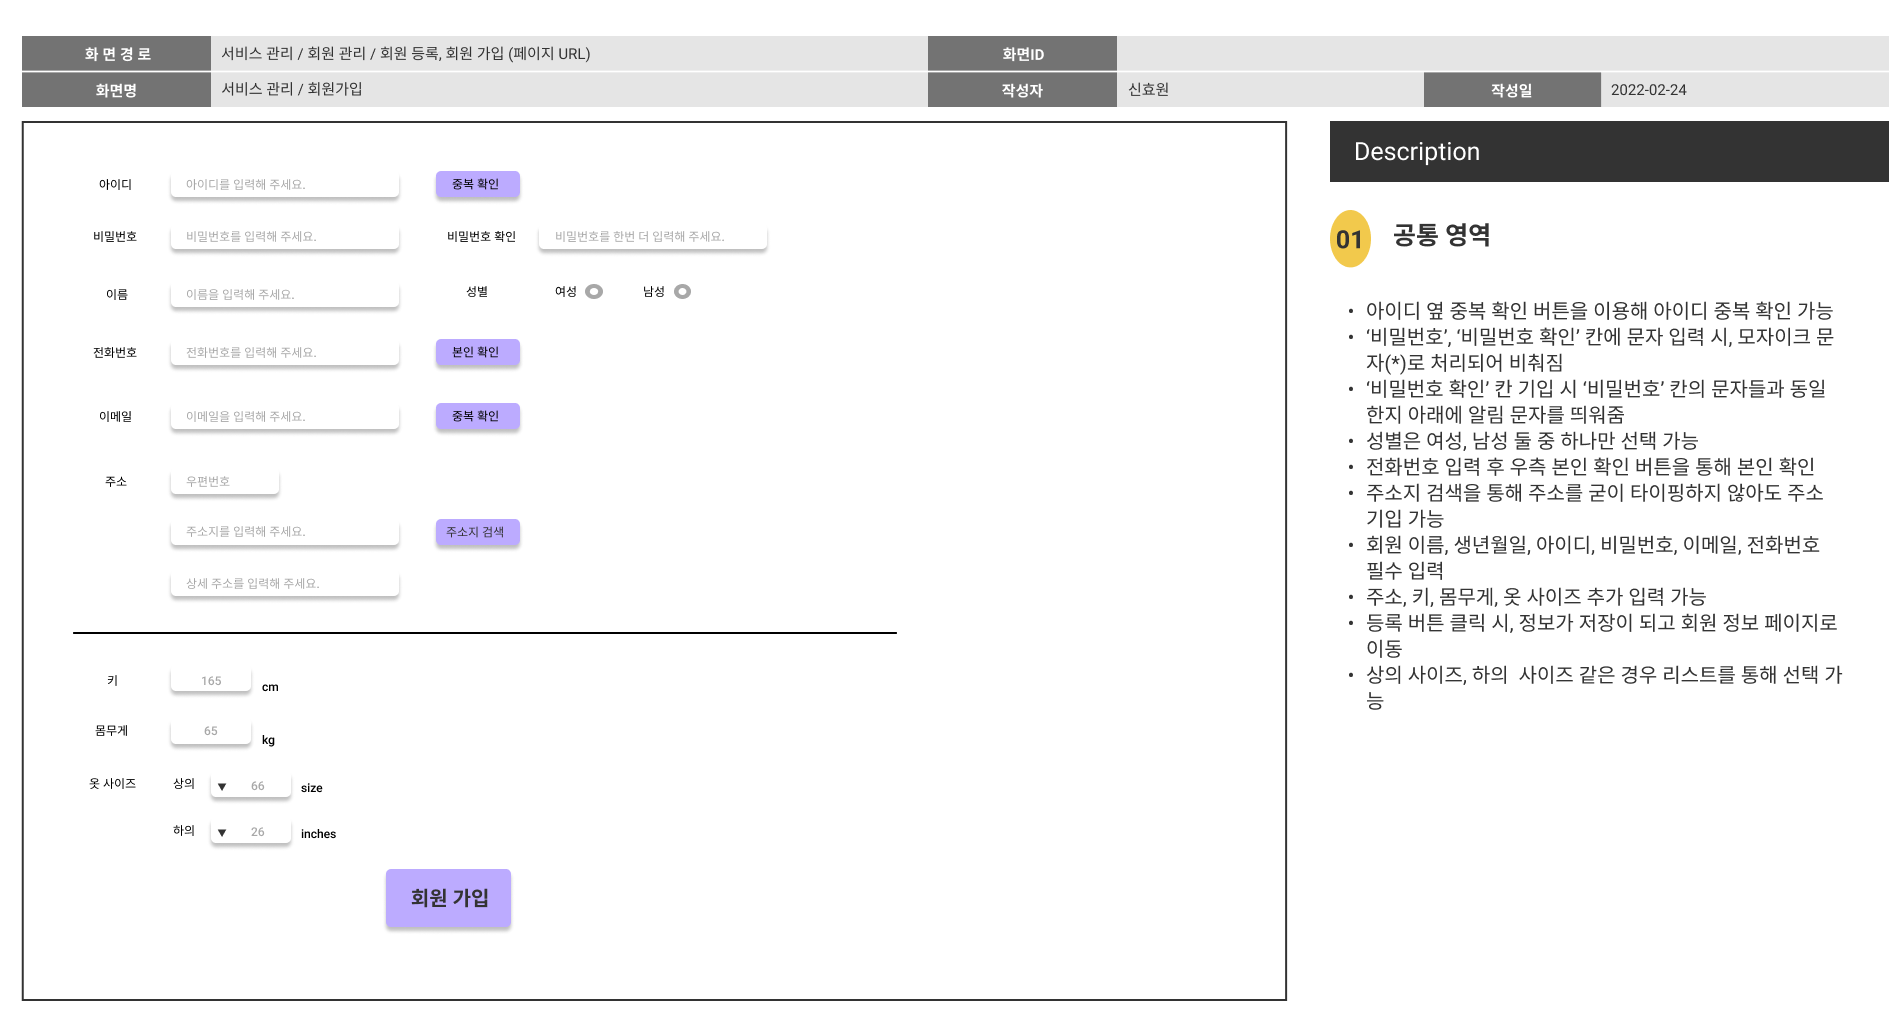 화 면 경 로 서비스 관리 / 회원 관리 / 회원 등록, 회원 가입 (페이지 URL) 화면ID
화면명 서비스 관리 / 회원가입 작성자 신효원 작성일 2022-02-24
아이디 아이디를 입력해 주세요. 중복 확인
비밀번호 비밀번호를 입력해 주세요. 비밀번호 확인 비밀번호를 한번 더 입력해 주세요.
이름 이름을 입력해 주세요. 성별 여성 남성
전화번호 전화번호를 입력해 주세요. 본인 확인
이메일 이메일을 입력해 주세요. 중복 확인
주소 우편번호
주소지를 입력해 주세요. 주소지 검색
상세 주소를 입력해 주세요.
키 165 cm
몸무게 65 kg
옷 사이즈 상의 ▼ 66 size
하의 ▼ 26 inches
회원 가입
Description
01 공통 영역
• 아이디 옆 중복 확인 버튼을 이용해 아이디 중복 확인 가능
• ‘비밀번호’, ‘비밀번호 확인’ 칸에 문자 입력 시, 모자이크 문
자(*)로 처리되어 비춰짐
• ‘비밀번호 확인’ 칸 기입 시 ‘비밀번호’ 칸의 문자들과 동일
한지 아래에 알림 문자를 띄워줌
• 성별은 여성, 남성 둘 중 하나만 선택 가능
• 전화번호 입력 후 우측 본인 확인 버튼을 통해 본인 확인
• 주소지 검색을 통해 주소를 굳이 타이핑하지 않아도 주소
기입 가능
• 회원 이름, 생년월일, 아이디, 비밀번호, 이메일, 전화번호
필수 입력
• 주소, 키, 몸무게, 옷 사이즈 추가 입력 가능
• 등록 버튼 클릭 시, 정보가 저장이 되고 회원 정보 페이지로
이동
• 상의 사이즈, 하의  사이즈 같은 경우 리스트를 통해 선택 가
능